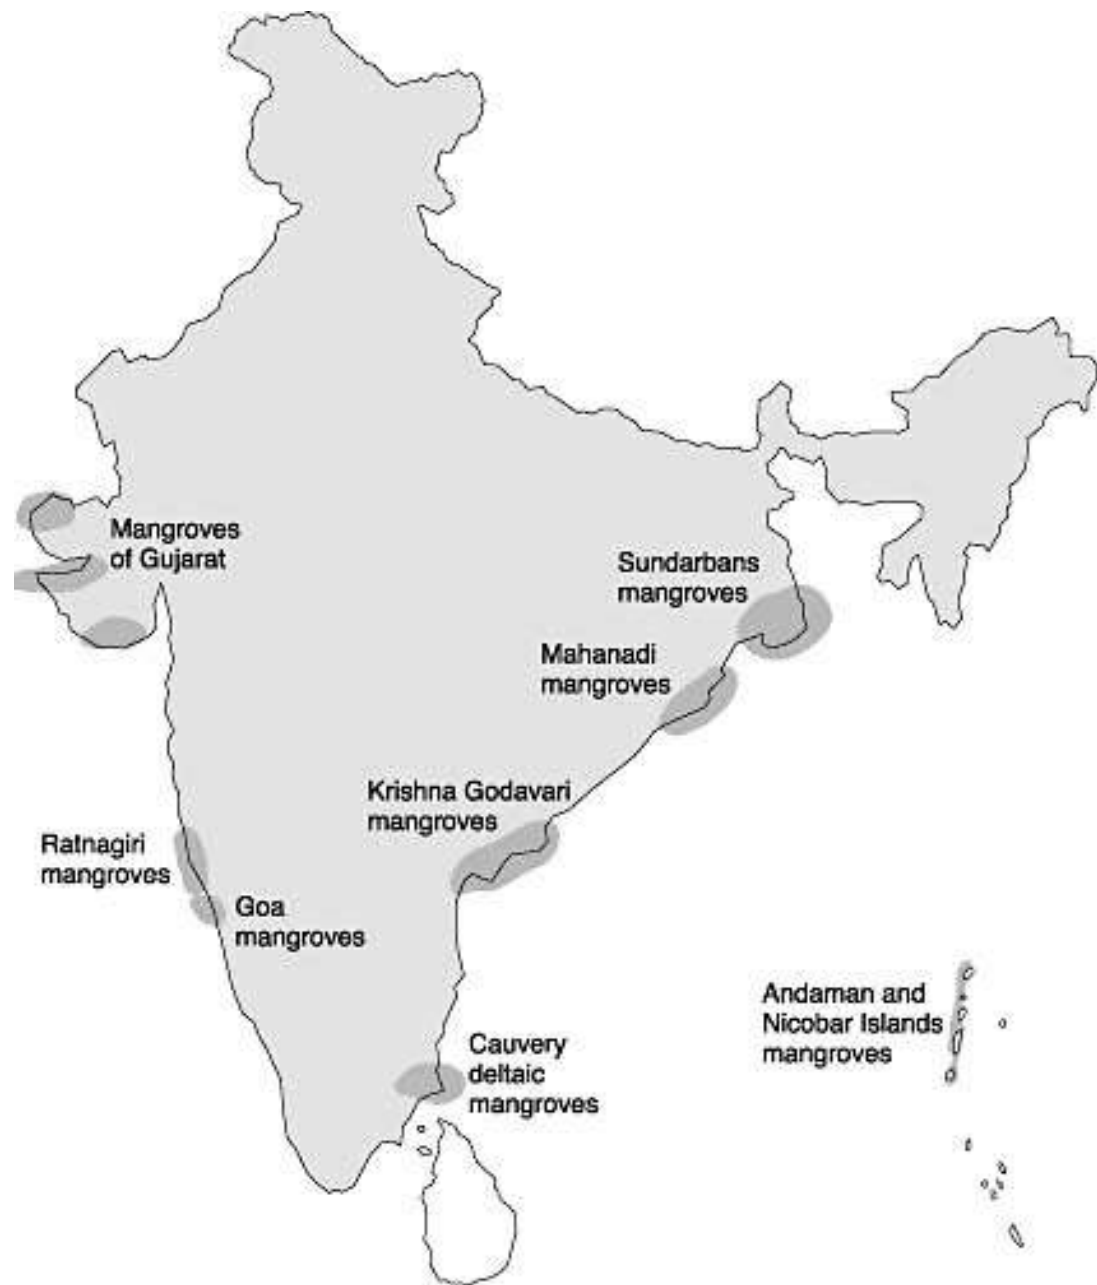 Mangroves
of Gujarat
Sundarbans
mangroves
Mahanadi
mangroves
Krishna Godavari
mangroves
Ratnagiri
mangroves
Goa
mangroves
Andaman and
Nicobar Islands
mangroves
Cauvery
deltaic
mangroves